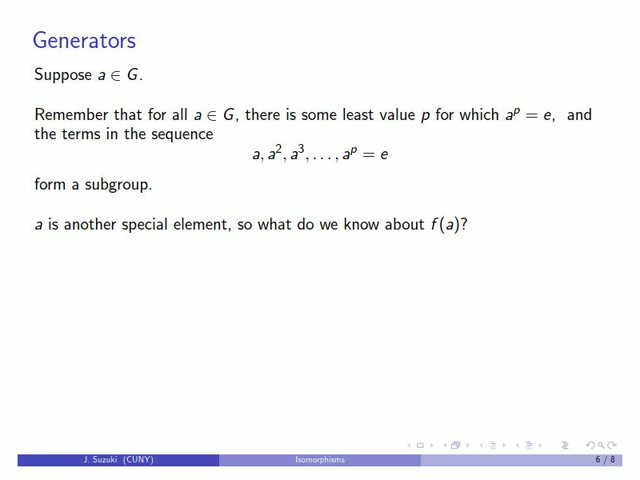 Generators
Suppose a ∈ G.
Remember that for all a ∈ G, there is some least value p for which aᵖ = e, and
the terms in the sequence
a, a², a³, . . . , aᵖ = e
form a subgroup.
a is another special element, so what do we know about f(a)?
J. Suzuki (CUNY) Isomorphisms 6 / 8